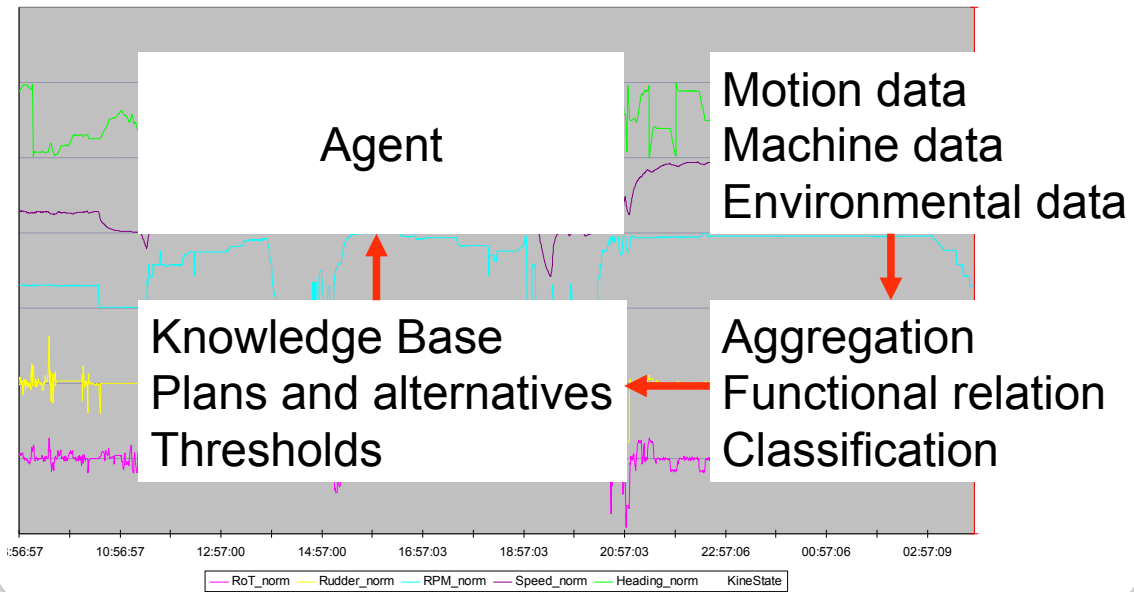 Agent
Motion data
Machine data
Environmental data
Knowledge Base
Plans and alternatives
Thresholds
Aggregation
Functional relation
Classification
:56:57 10:56:57 12:57:00 14:57:00 16:57:03 18:57:03 20:57:03 22:57:06 00:57:06 02:57:09
RoT_norm Rudder_norm RPM_norm Speed_norm Heading_norm KineState